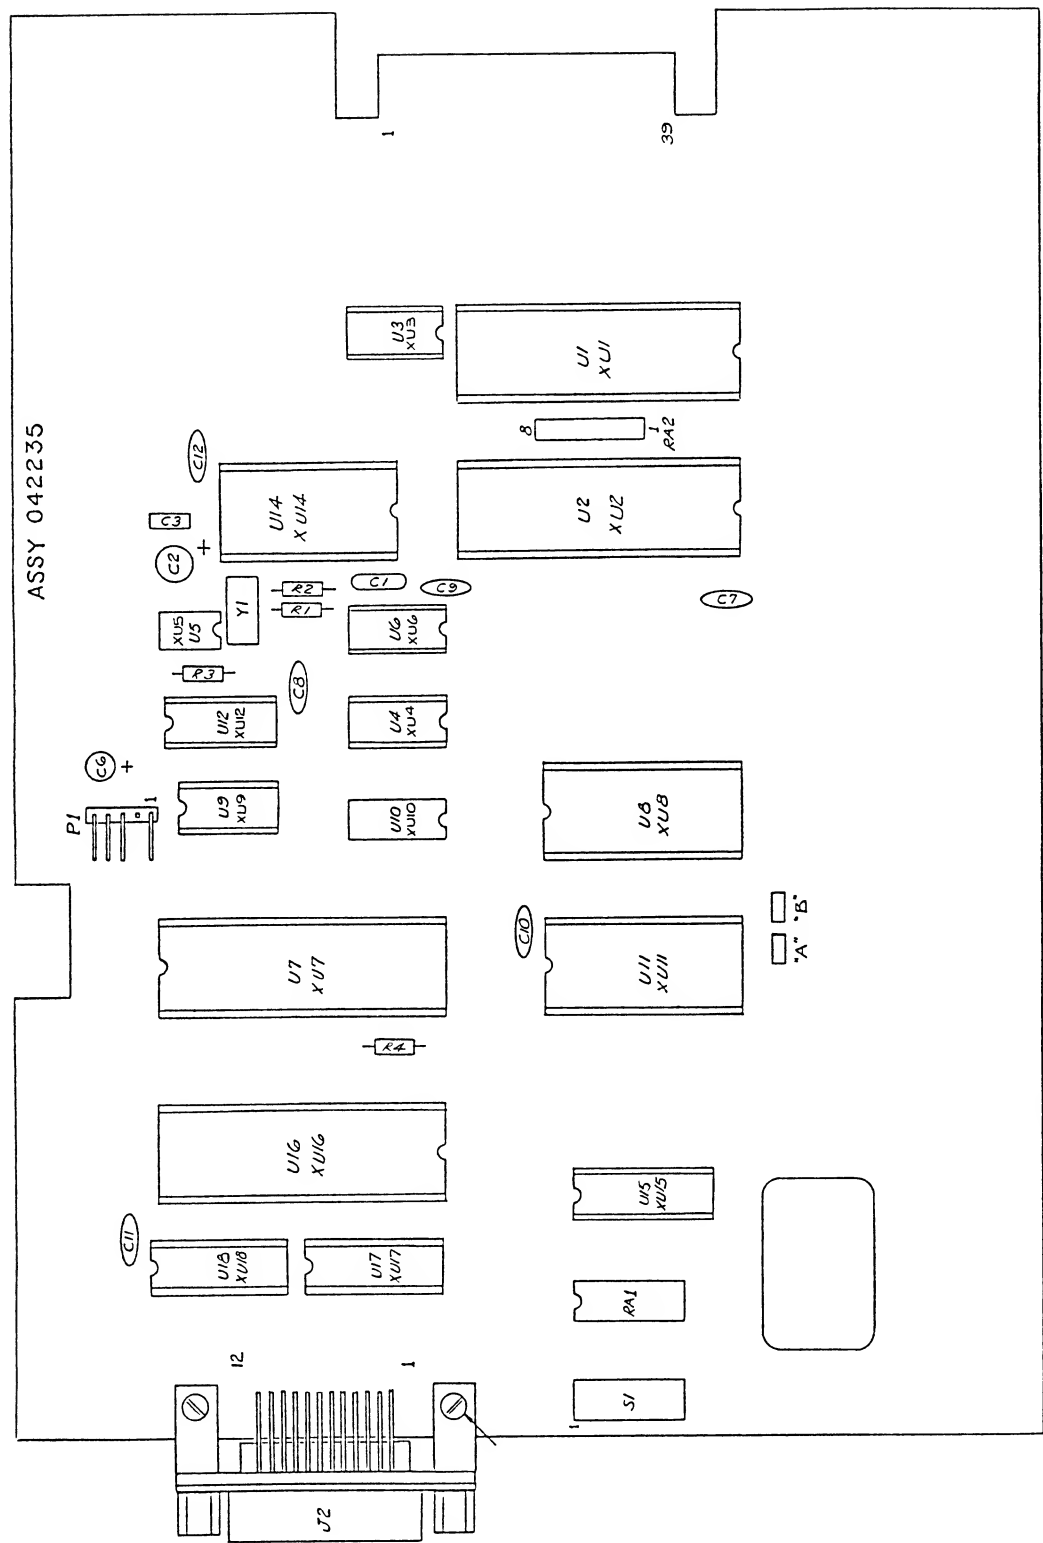 ASSY 042235
1
39
U3
XU3
U1
XU1
8
1
RA2
C12
C3
C2
+
U14
XU14
U2
XU2
XU5
U5
Y1
R2
R1
C1
C9
U6
XU6
C7
R3
C8
U12
XU12
U4
XU4
C6
+
P1
1
U9
XU9
U10
XU10
U8
XU8
C10
"A"
"B"
U7
XU7
U11
XU11
R4
U16
XU16
U15
XU15
C11
U18
XU18
U17
XU17
RA1
12
1
1
S1
J2